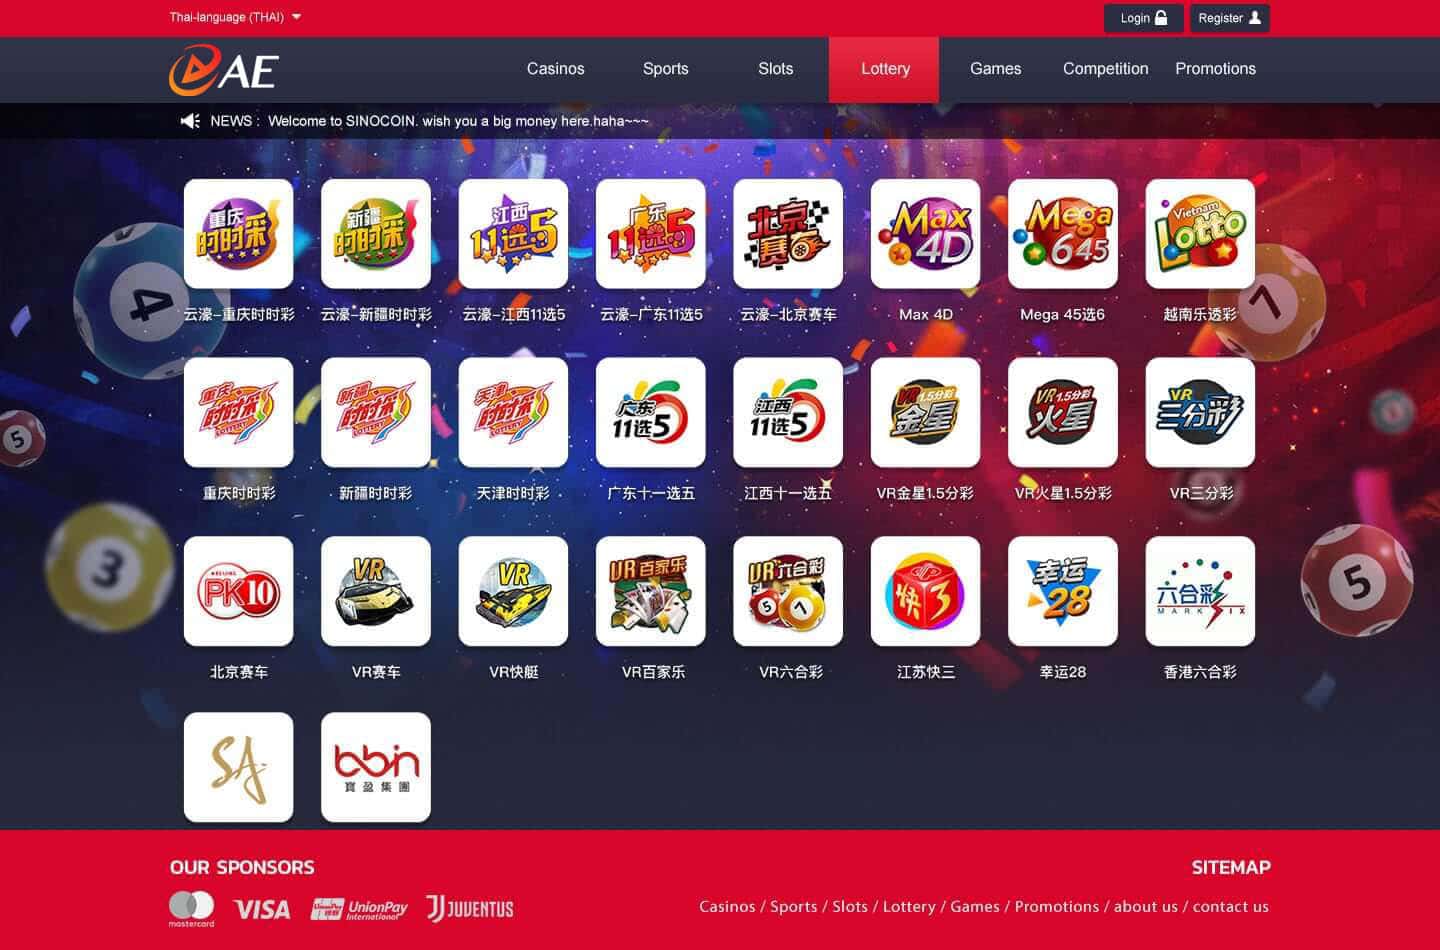 Thai-language (THAI)
Login
Register
AE
Casinos
Sports
Slots
Lottery
Games
Competition
Promotions
NEWS : Welcome to SINOCOIN. wish you a big money here.haha~~~
重庆
时时彩
新疆
时时彩
江西
11选5
广东
11选5
北京
赛
Max
4D
Mega
645
Vietnam
Lotto
云濠-重庆时时彩
云濠-新疆时时彩
云濠-江西11选5
云濠-广东11选5
云濠-北京赛车
Max 4D
Mega 45选6
越南乐透彩
重庆
时时彩
LOTTERY
新疆
时时彩
LOTTERY
天津
时时彩
LOTTERY
广东
11选5
江西
11选5
VR1.5分彩
金星
VR1.5分彩
火星
VR
三分彩
重庆时时彩
新疆时时彩
天津时时彩
广东十一选五
江西十一选五
VR金星1.5分彩
VR火星1.5分彩
VR三分彩
BEIJING
PK10
VR
VR
VR百家乐
VR六合彩
5
7
快3
幸运
28
六合彩
MARK SIX
北京赛车
VR赛车
VR快艇
VR百家乐
VR六合彩
江苏快三
幸运28
香港六合彩
4
7
5
3
5
SA
bbin
寶盈集團
OUR SPONSORS
SITEMAP
mastercard
VISA
UnionPay
International
JUVENTUS
Casinos / Sports / Slots / Lottery / Games / Promotions / about us / contact us